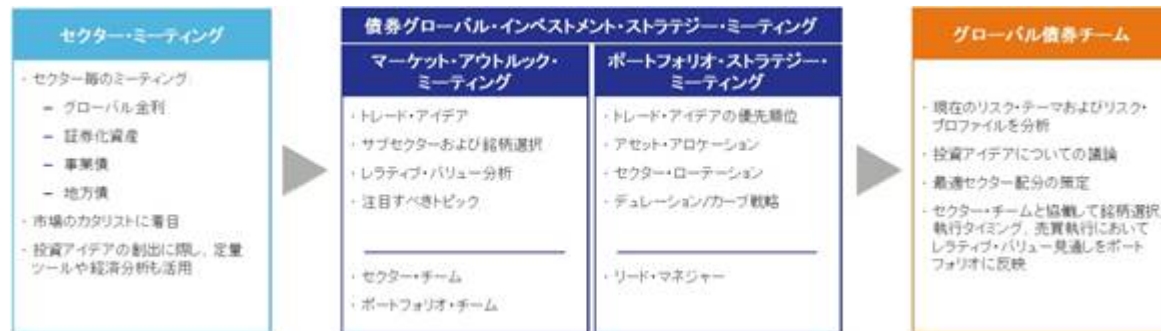 セクター・ミーティング
・セクター毎のミーティング
− グローバル金利
− 証券化資産
− 事業債
− 地方債
・市場のカタリストに着目
・投資アイデアの創出に際し、定量
ツールや経済分析も活用
債券グローバル・インベストメント・ストラテジー・ミーティング
マーケット・アウトルック・
ミーティング
・トレード・アイデア
・サブセクターおよび銘柄選択
・レラティブ・バリュー分析
・注目すべきトピック
・セクター・チーム
・ポートフォリオ・チーム
ポートフォリオ・ストラテジー・
ミーティング
・トレード・アイデアの優先順位
・アセット・アロケーション
・セクター・ローテーション
・デュレーション/カーブ戦略
・リード・マネジャー
グローバル債券チーム
・現在のリスク・テーマおよびリスク・
プロファイルを分析
・投資アイデアについての議論
・最適セクター配分の策定
・セクター・チームと協働して銘柄選択
執行タイミング、売買執行において
レラティブ・バリュー見通しをポート
フォリオに反映